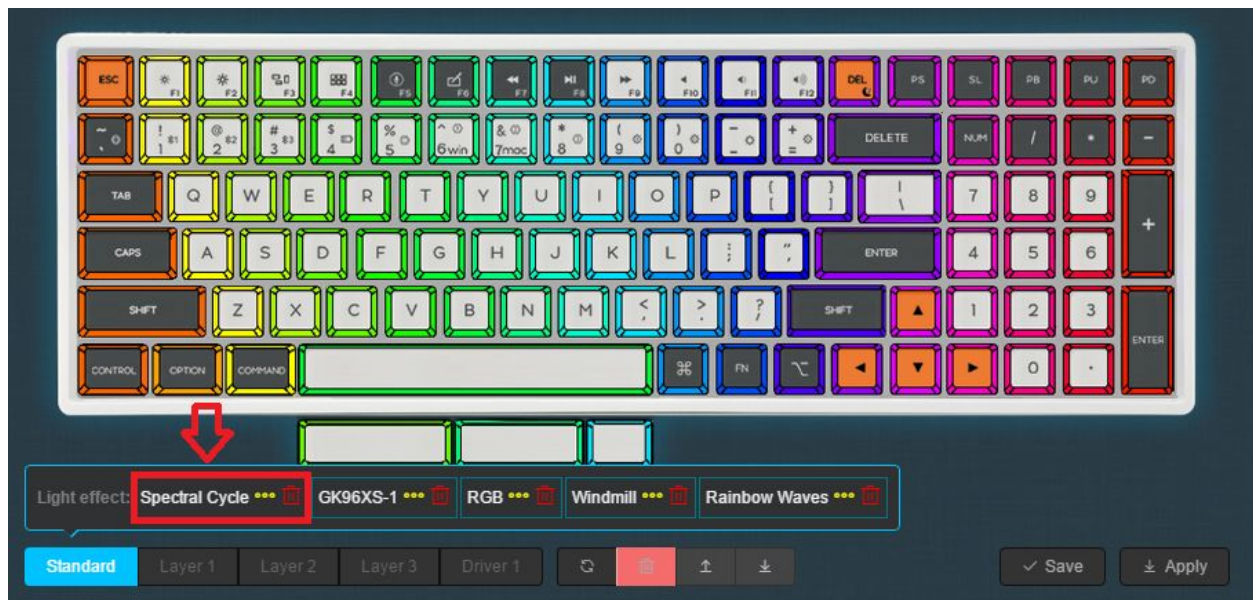 ESC F1 F2 F3 F4 F5 F6 F7 F8 F9 F10 F11 F12 DEL PS SL PB PU PD
~ ` ! 1 @ 2 # 3 $ 4 % 5 ^ 6win & 7mac * 8 ( 9 ) 0 - _ + = DELETE NUM / * -
TAB Q W E R T Y U I O P { [ } ] | \ 7 8 9 +
CAPS A S D F G H J K L : ; " , ENTER 4 5 6
SHIFT Z X C V B N M < , > . ? / SHIFT ▲ 1 2 3 ENTER
CONTROL OPTION COMMAND ⌘ FN ⌥ ◄ ▼ ► 0 .
Light effect: Spectral Cycle GK96XS-1 RGB Windmill Rainbow Waves
Standard Layer 1 Layer 2 Layer 3 Driver 1 Save Apply